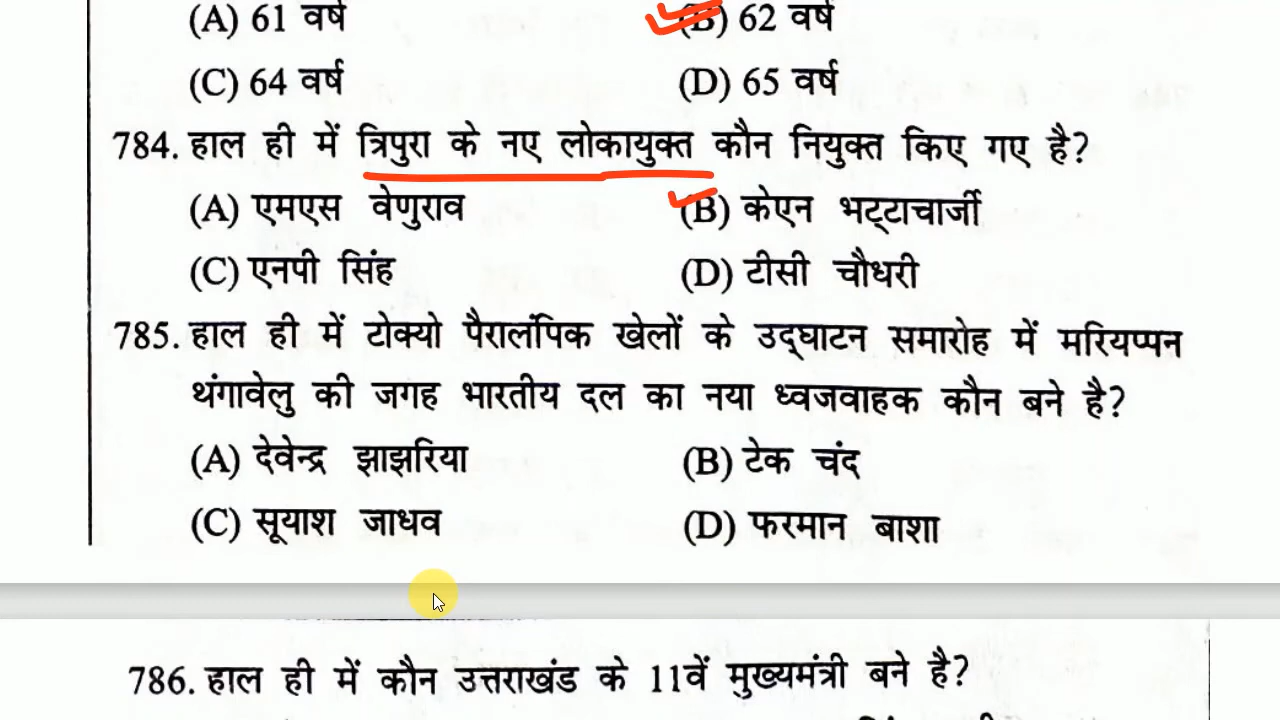 (A) 61 वर्ष (B) 62 वर्ष
(C) 64 वर्ष (D) 65 वर्ष
784. हाल ही में त्रिपुरा के नए लोकायुक्त कौन नियुक्त किए गए है?
(A) एमएस वेणुराव (B) केएन भट्टाचार्जी
(C) एनपी सिंह (D) टीसी चौधरी
785. हाल ही में टोक्यो पैरालंपिक खेलों के उद्घाटन समारोह में मरियप्पन
थंगावेलु की जगह भारतीय दल का नया ध्वजवाहक कौन बने है?
(A) देवेन्द्र झाझरिया (B) टेक चंद
(C) सूयाश जाधव (D) फरमान बाशा
786. हाल ही में कौन उत्तराखंड के 11वें मुख्यमंत्री बने है?